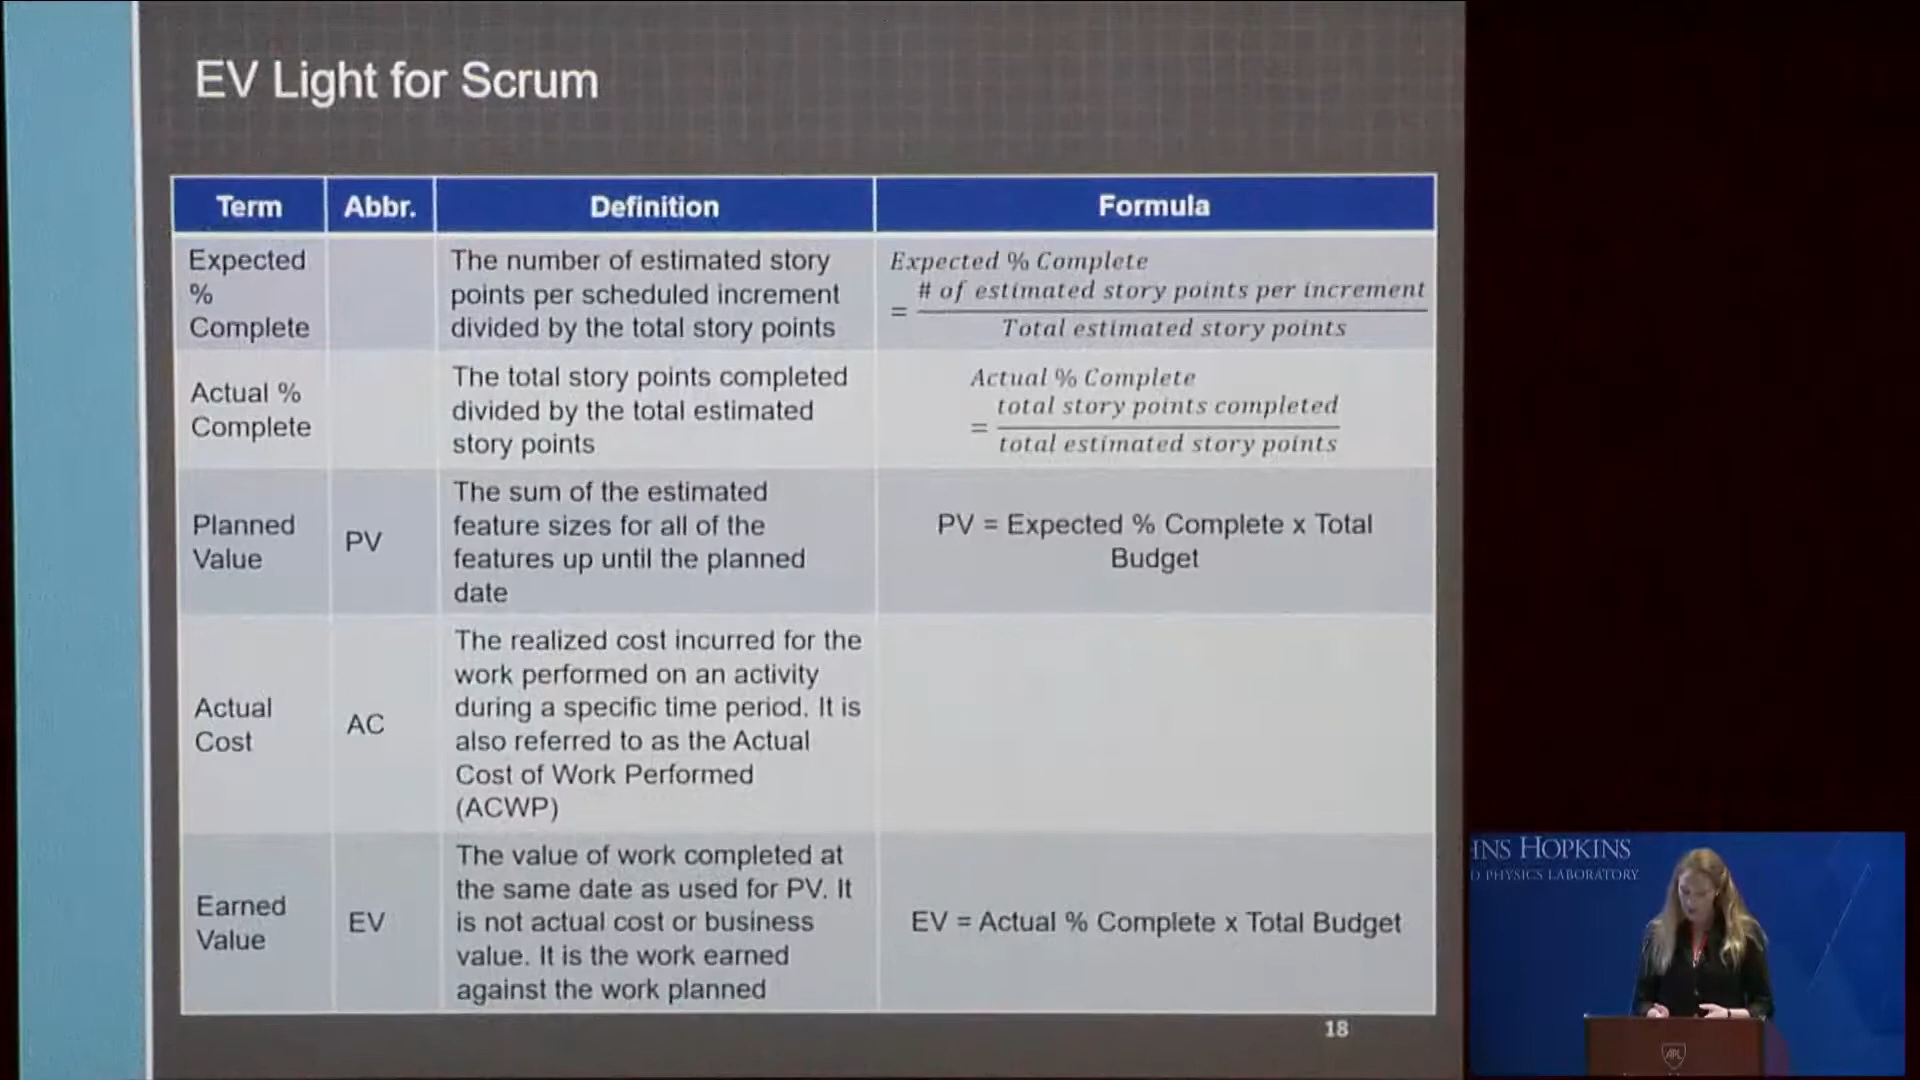 EV Light for Scrum
Term
Abbr.
Definition
Formula
Expected
%
Complete
The number of estimated story
points per scheduled increment
divided by the total story points
Expected % Complete
= # of estimated story points per increment
Total estimated story points
Actual %
Complete
The total story points completed
divided by the total estimated
story points
Actual % Complete
= total story points completed
total estimated story points
Planned
Value
PV
The sum of the estimated
feature sizes for all of the
features up until the planned
date
PV = Expected % Complete x Total
Budget
Actual
Cost
AC
The realized cost incurred for the
work performed on an activity
during a specific time period. It is
also referred to as the Actual
Cost of Work Performed
(ACWP)
Earned
Value
EV
The value of work completed at
the same date as used for PV. It
is not actual cost or business
value. It is the work earned
against the work planned
EV = Actual % Complete x Total Budget
18
INS HOPKINS
D PHYSICS LABORATORY
APL